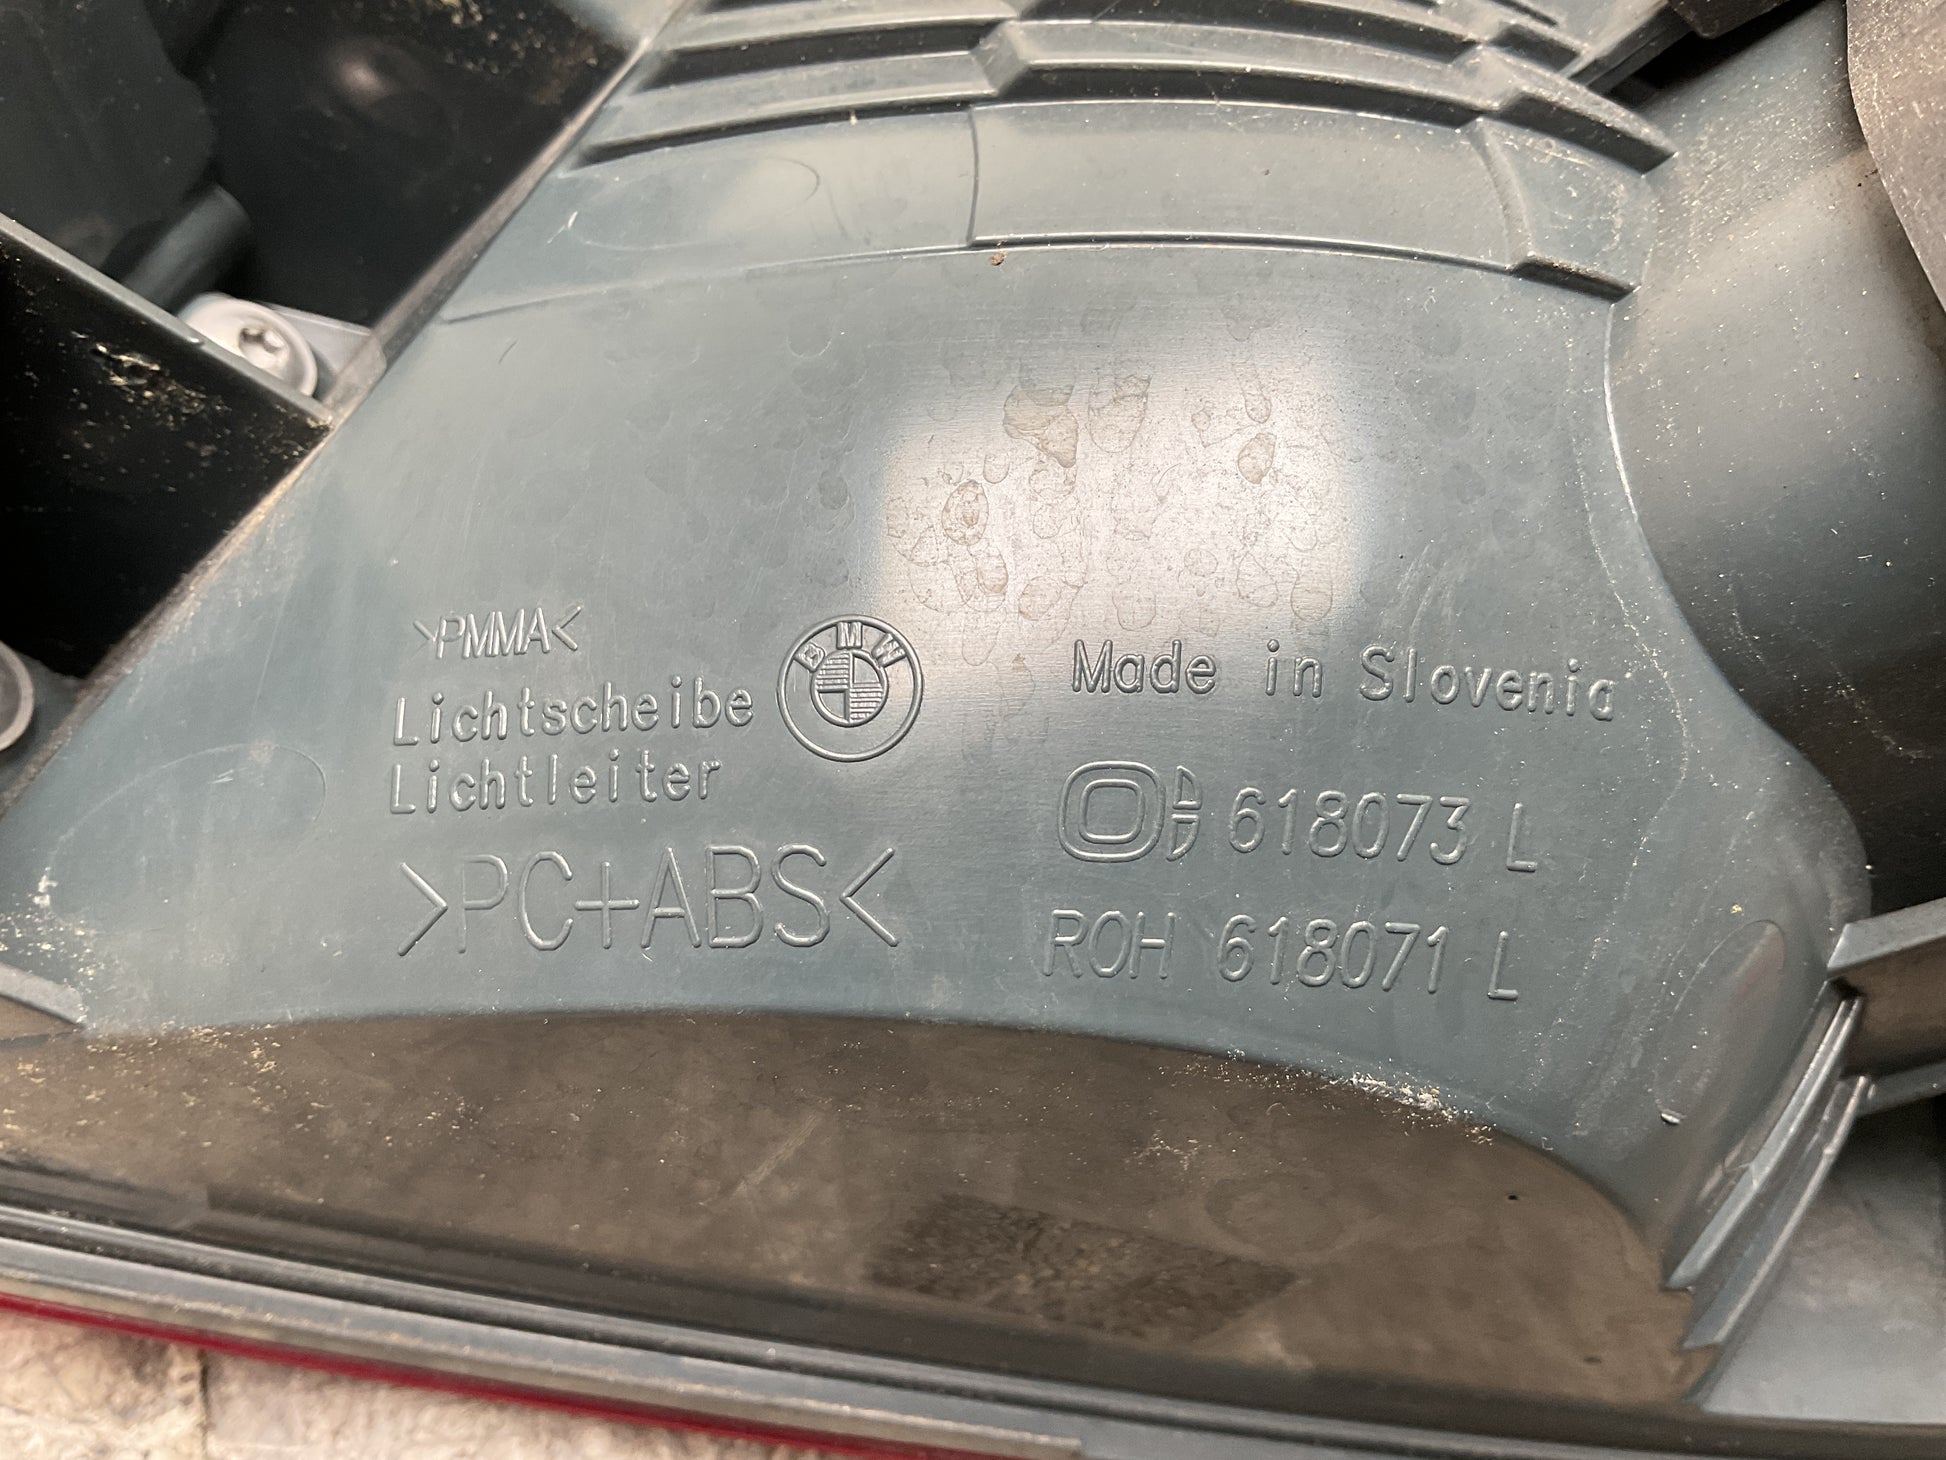 >PMMA<
Lichtscheibe
Lichtleiter
>PC+ABS<
BMW
Made in Slovenia
618073 L
ROH 618071 L